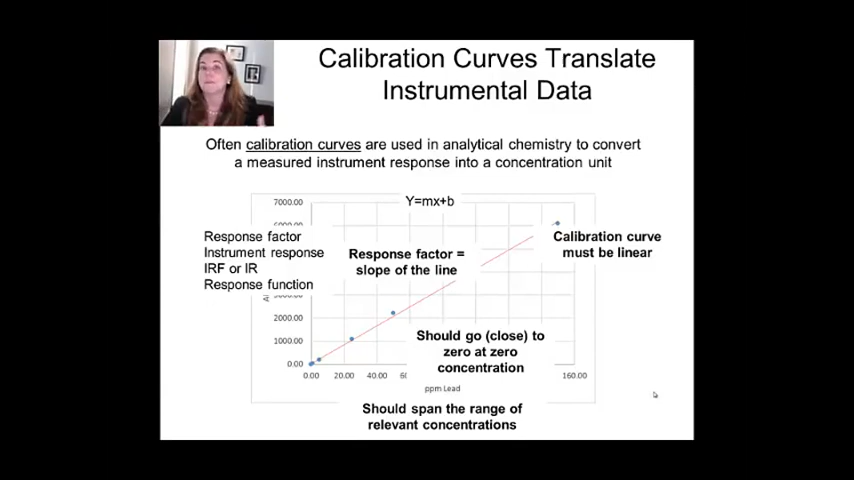 Calibration Curves Translate
Instrumental Data
Often calibration curves are used in analytical chemistry to convert
a measured instrument response into a concentration unit
Y=mx+b
7000.00
Response factor
Instrument response
IRF or IR
Response function
Response factor =
slope of the line
Calibration curve
must be linear
2000.00
1000.00
0.00
Should go (close) to
zero at zero
concentration
0.00 20.00 40.00 160.00
ppm Lead
Should span the range of
relevant concentrations